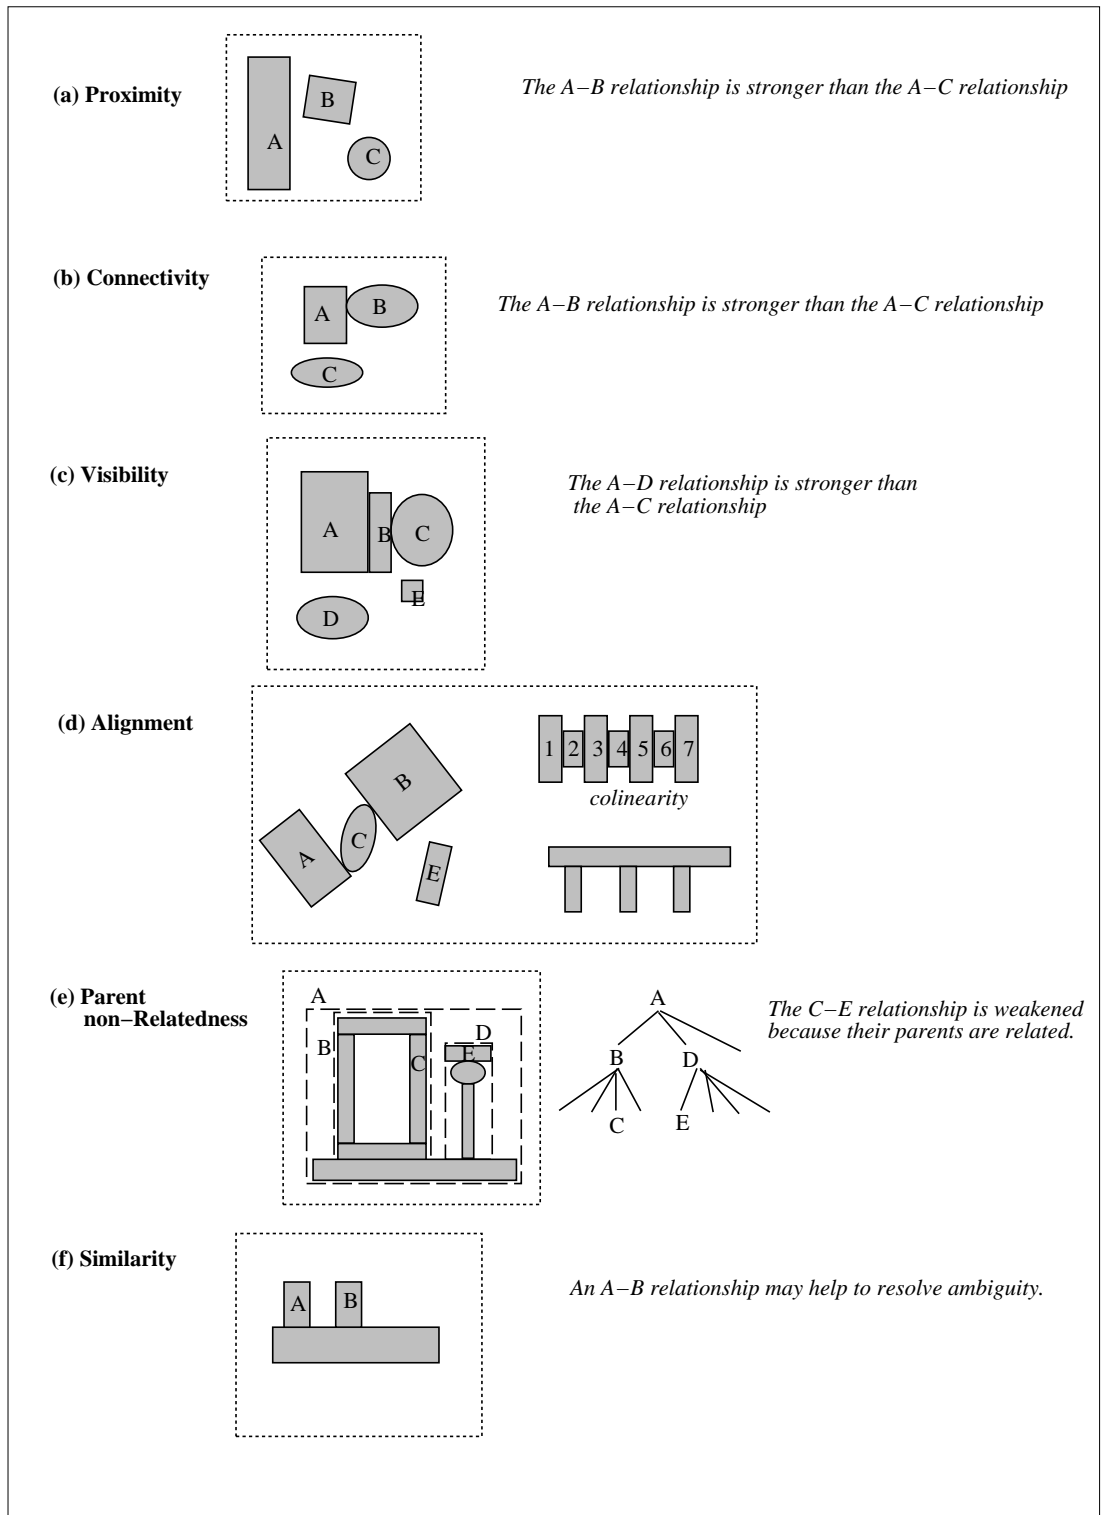 (a) Proximity
A
B
C
The A–B relationship is stronger than the A–C relationship
(b) Connectivity
A
B
C
The A–B relationship is stronger than the A–C relationship
(c) Visibility
A
B
C
D
E
The A–D relationship is stronger than
the A–C relationship
(d) Alignment
A
C
B
E
1 2 3 4 5 6 7
colinearity
(e) Parent
non–Relatedness
A
B
C
D
E
A
B D
C E
The C–E relationship is weakened
because their parents are related.
(f) Similarity
A B
An A–B relationship may help to resolve ambiguity.